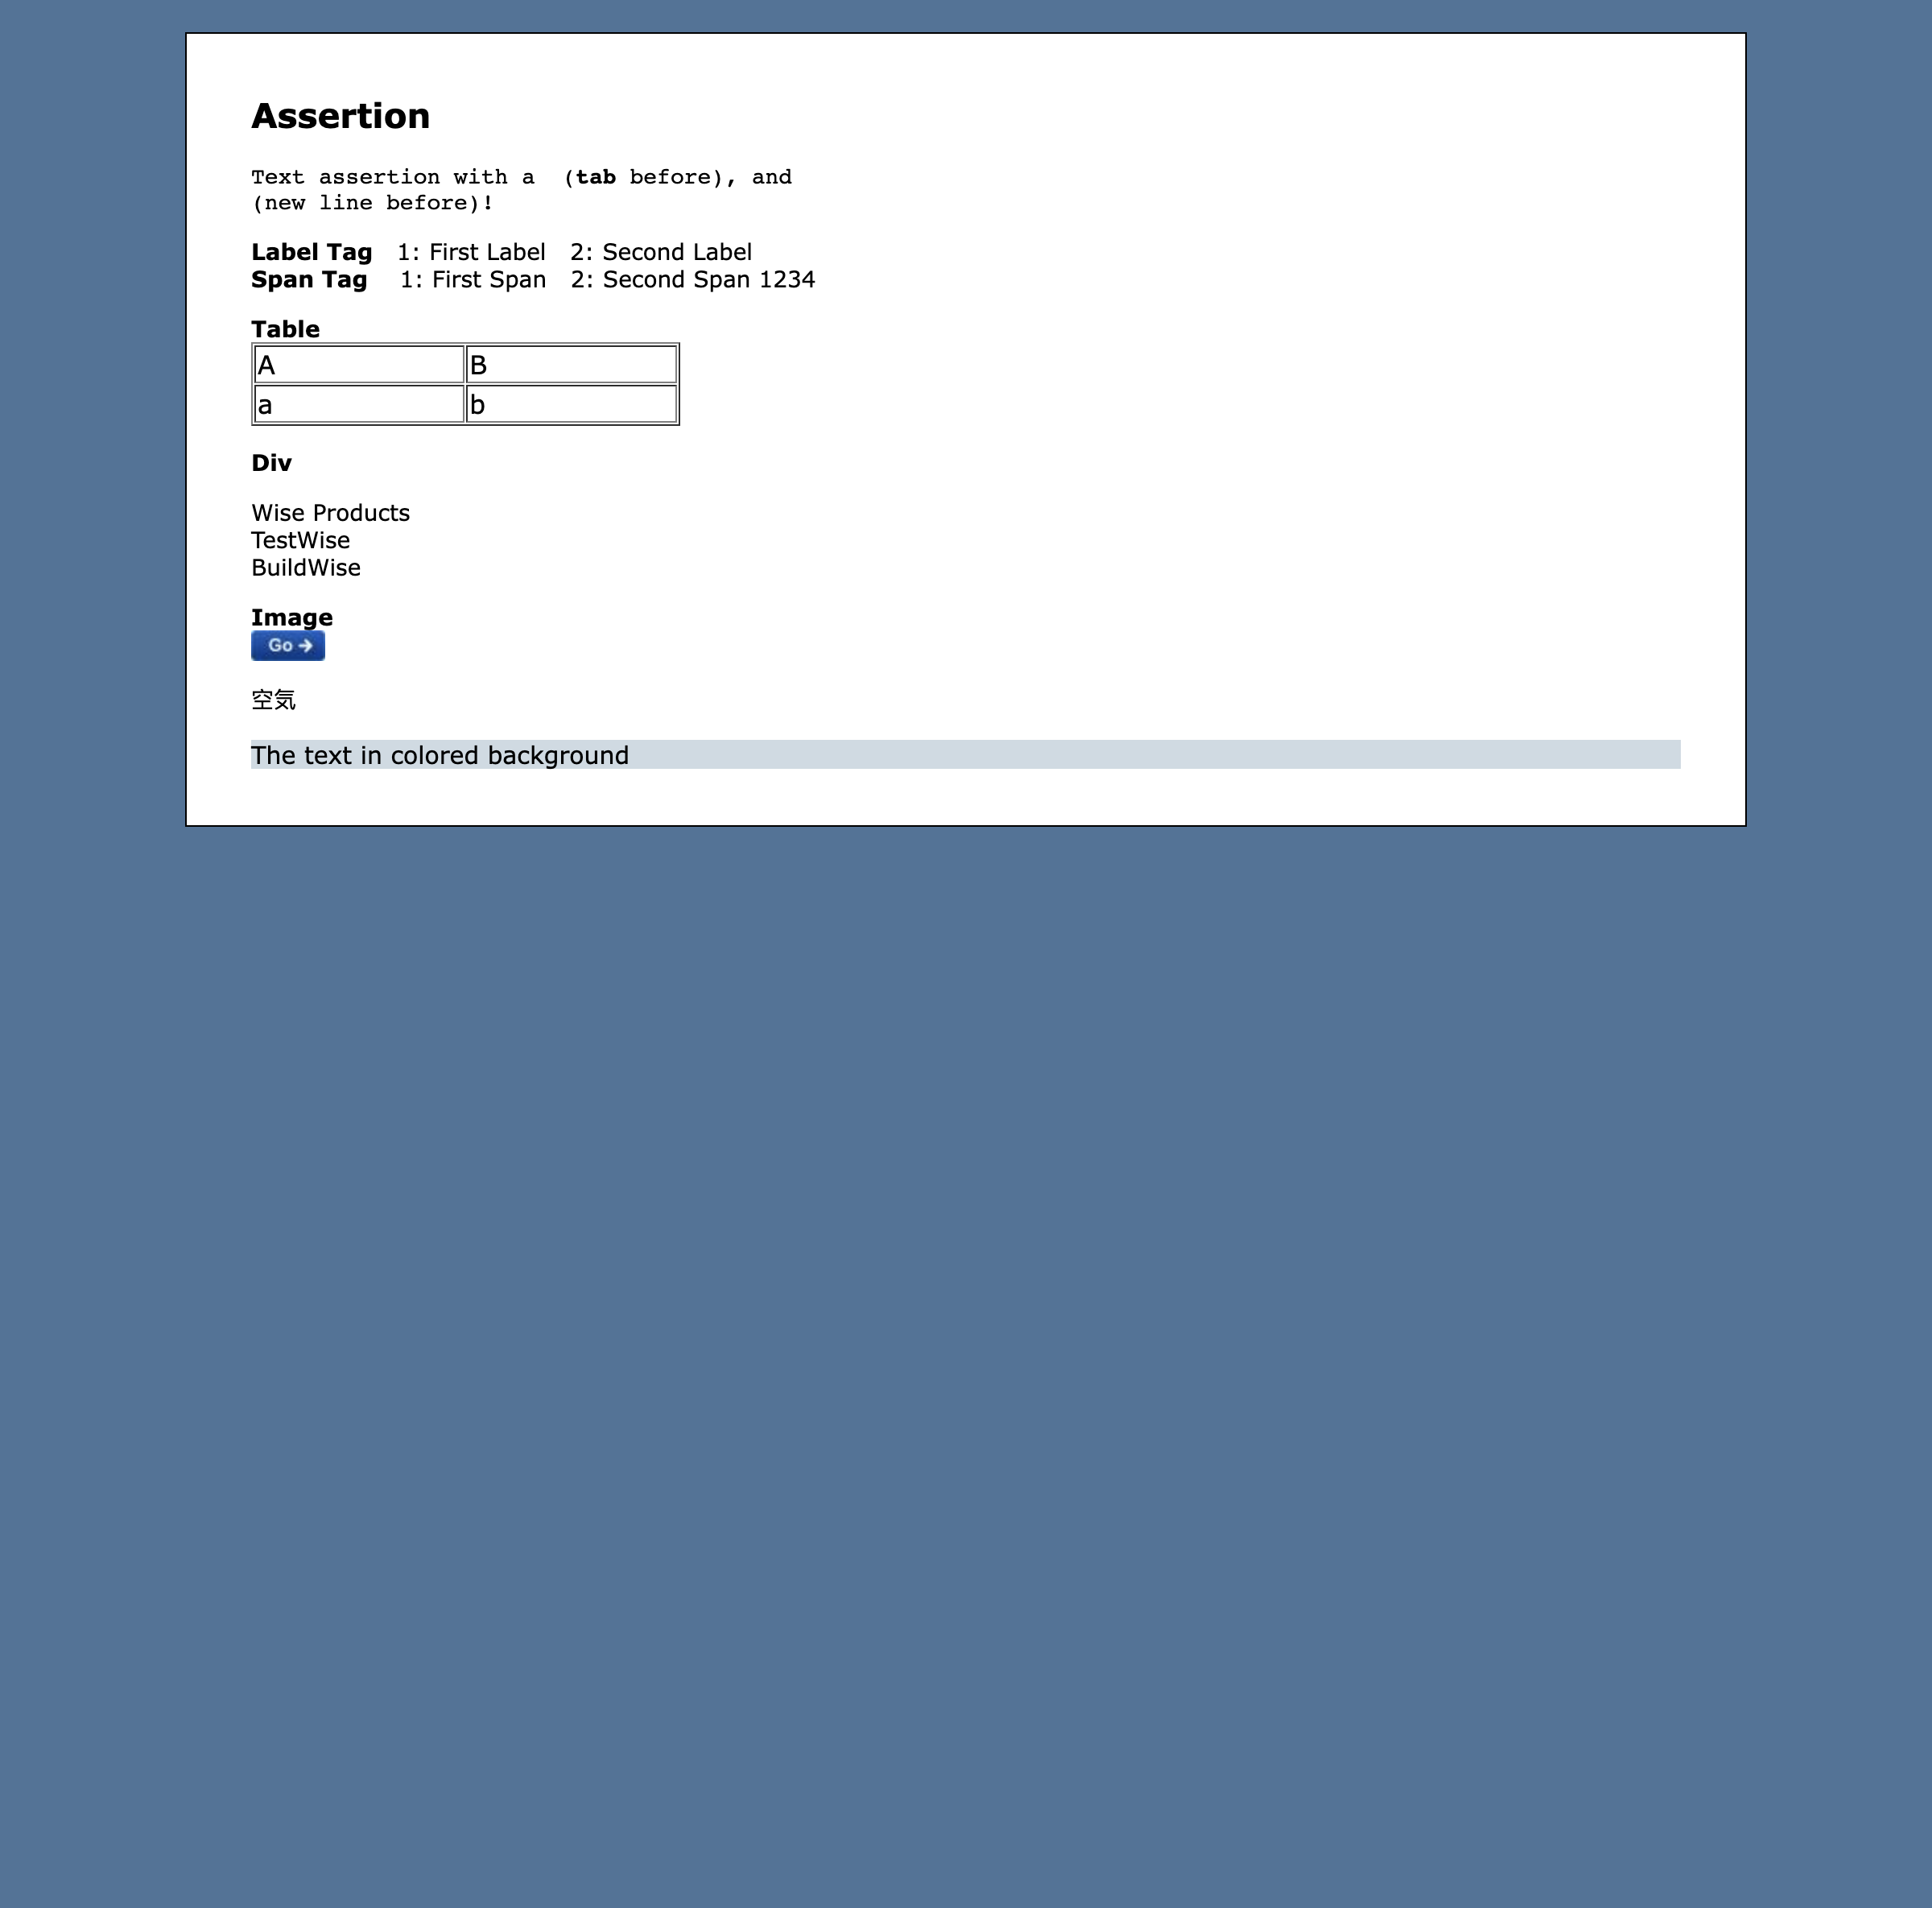 Assertion
Text assertion with a  (tab before), and
(new line before)!
Label Tag   1: First Label   2: Second Label
Span Tag    1: First Span   2: Second Span 1234
Table
A B
a b
Div
Wise Products
TestWise
BuildWise
Image
Go →
空気
The text in colored background